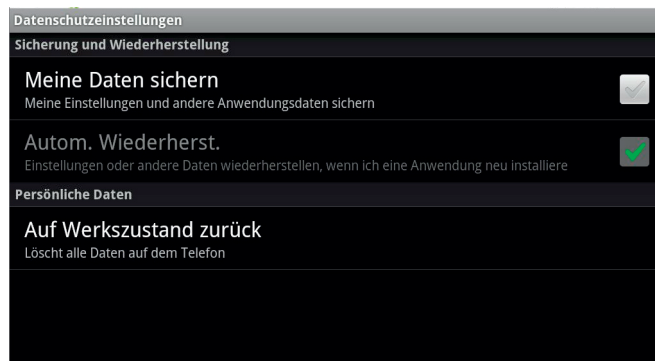 Datenschutzeinstellungen
Sicherung und Wiederherstellung
Meine Daten sichern
Meine Einstellungen und andere Anwendungsdaten sichern
Autom. Wiederherst.
Einstellungen oder andere Daten wiederherstellen, wenn ich eine Anwendung neu installiere
Persönliche Daten
Auf Werkszustand zurück
Löscht alle Daten auf dem Telefon